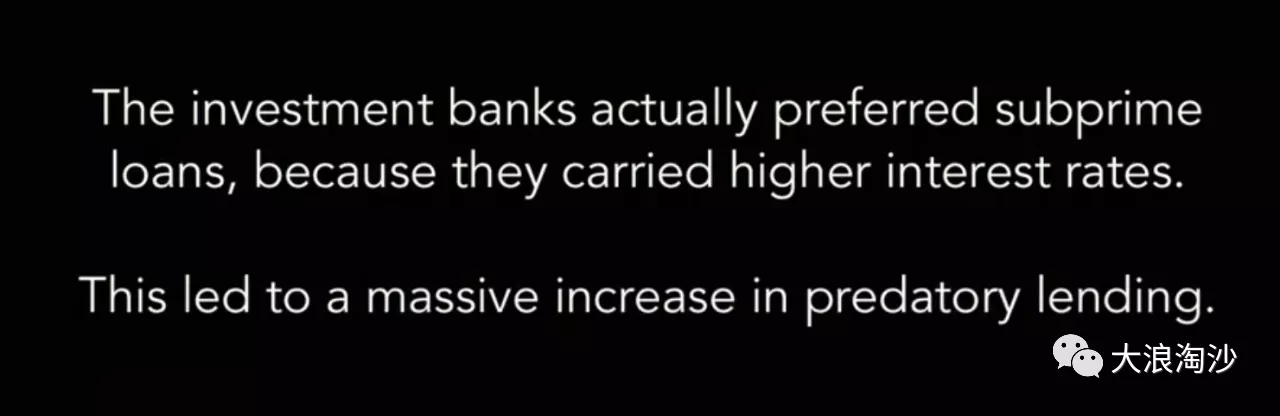 The investment banks actually preferred subprime
loans, because they carried higher interest rates.
This led to a massive increase in predatory lending.
大浪淘沙